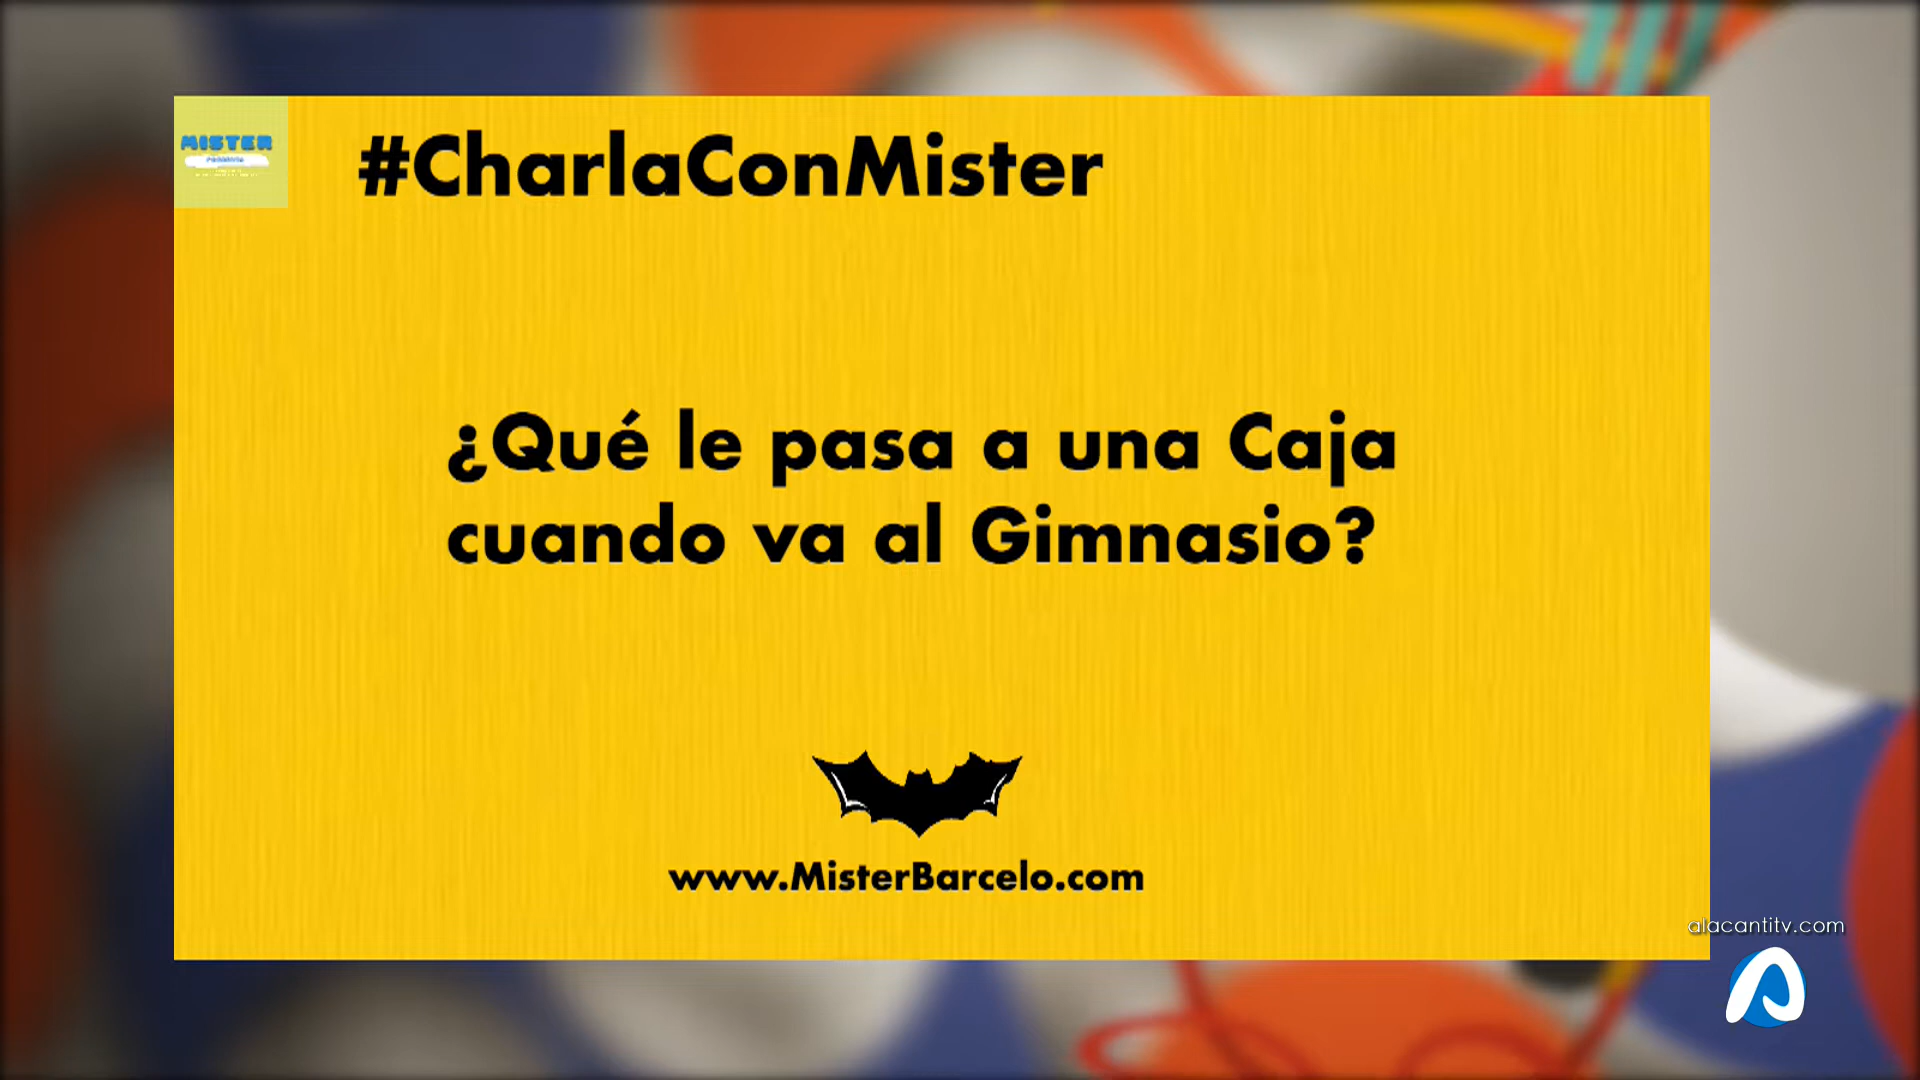 MISTER
#CharlaConMister
¿Qué le pasa a una Caja
cuando va al Gimnasio?
www.MisterBarcelo.com
alacantitv.com